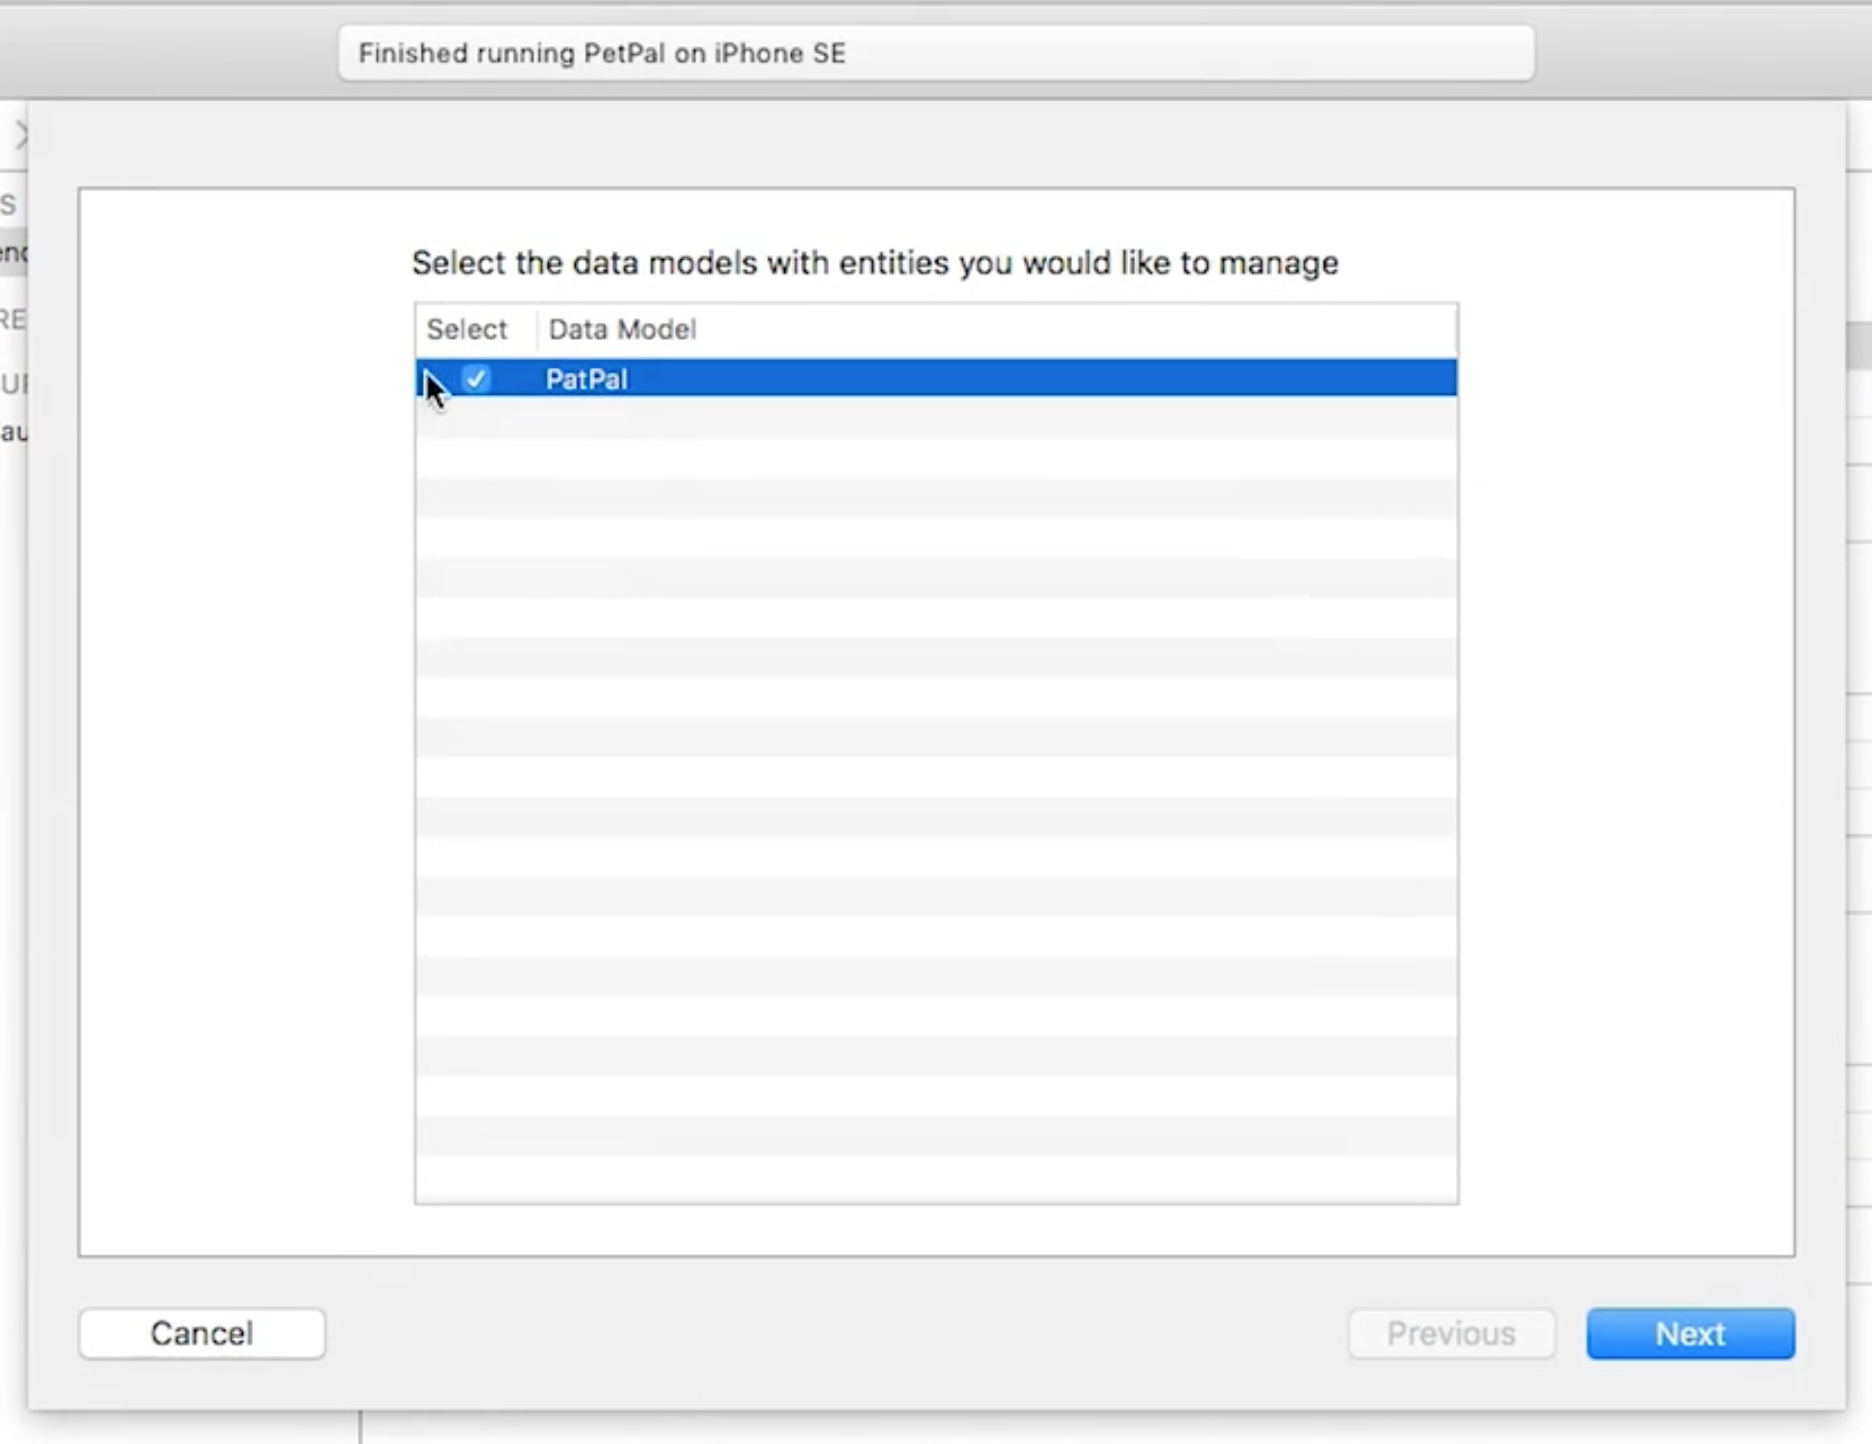 Finished running PetPal on iPhone SE
Select the data models with entities you would like to manage
Select Data Model
PatPal
Cancel Previous Next